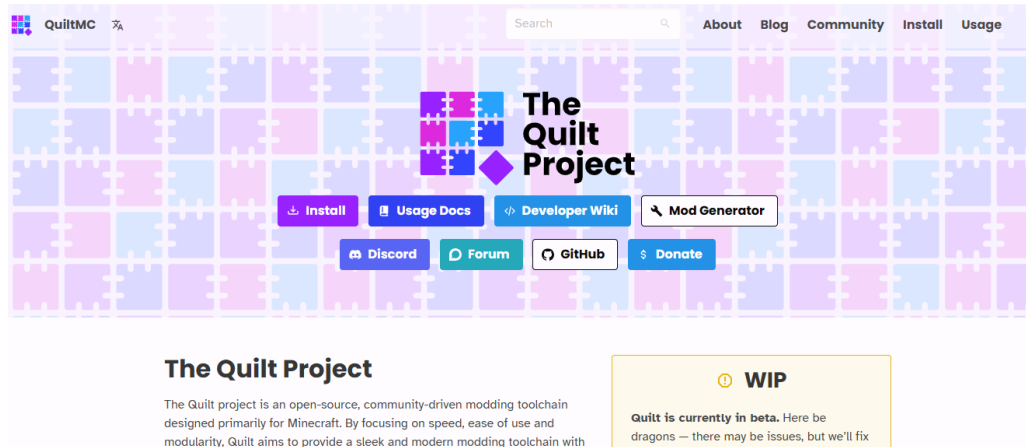 QuiltMC
Search
About Blog Community Install Usage
The
Quilt
Project
Install Usage Docs Developer Wiki Mod Generator
Discord Forum GitHub Donate
The Quilt Project
The Quilt project is an open-source, community-driven modding toolchain
designed primarily for Minecraft. By focusing on speed, ease of use and
modularity, Quilt aims to provide a sleek and modern modding toolchain with
WIP
Quilt is currently in beta. Here be
dragons — there may be issues, but we'll fix